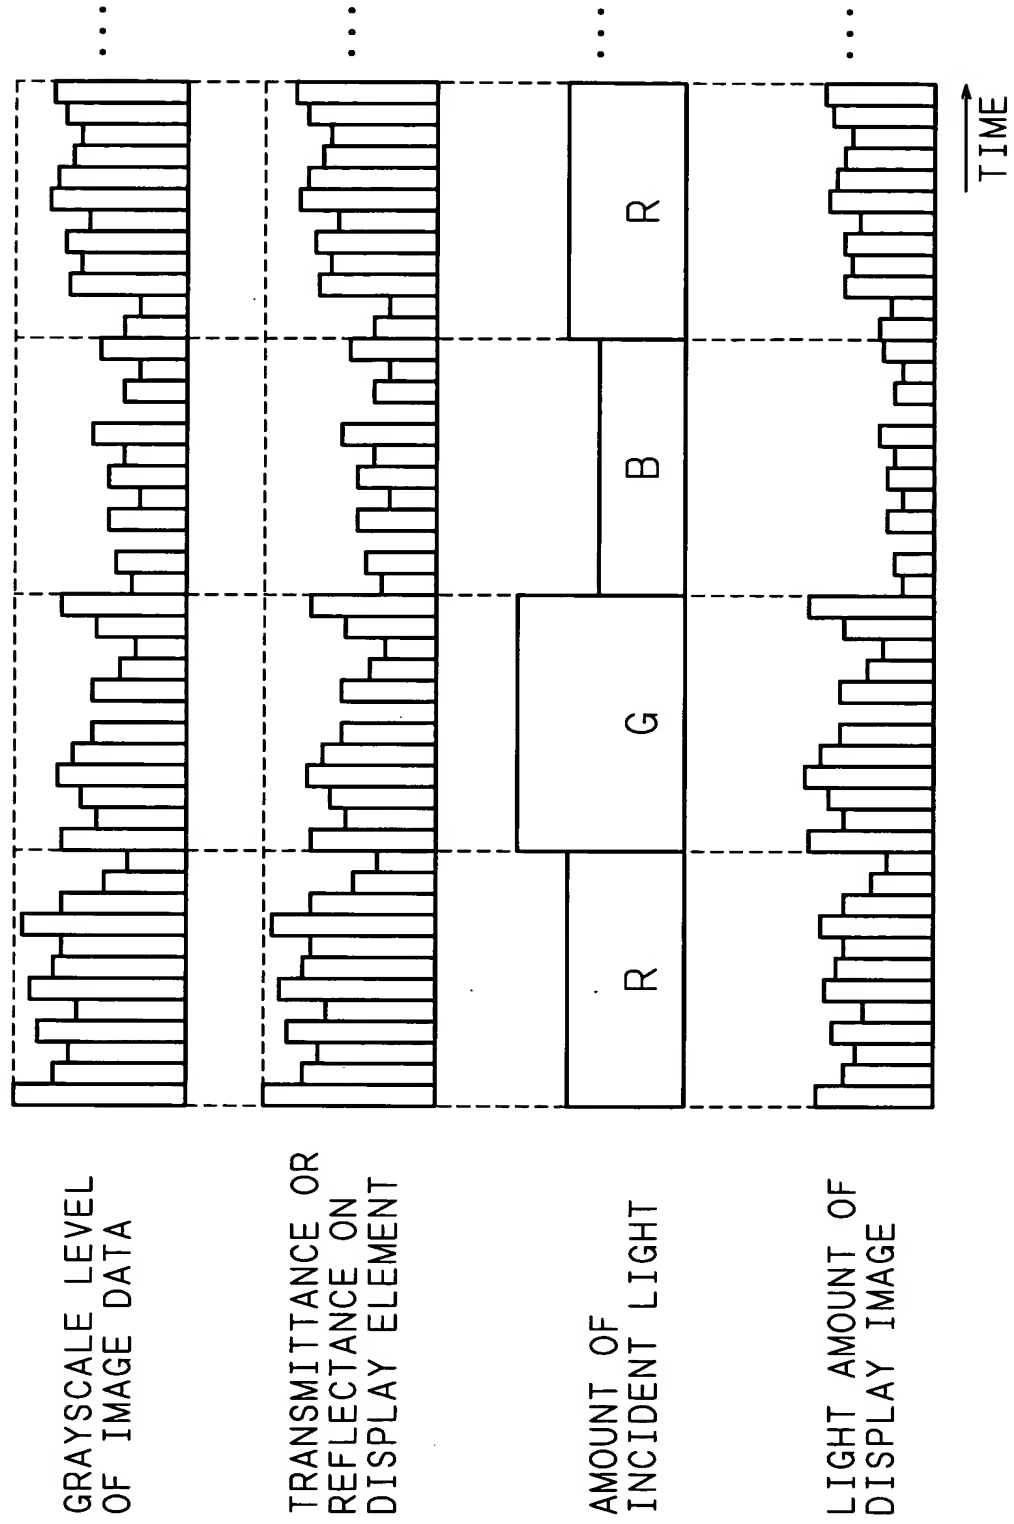 GRAYSCALE LEVEL
OF IMAGE DATA
TRANSMITTANCE OR
REFLECTANCE ON
DISPLAY ELEMENT
AMOUNT OF
INCIDENT LIGHT
R
G
B
R
LIGHT AMOUNT OF
DISPLAY IMAGE
TIME